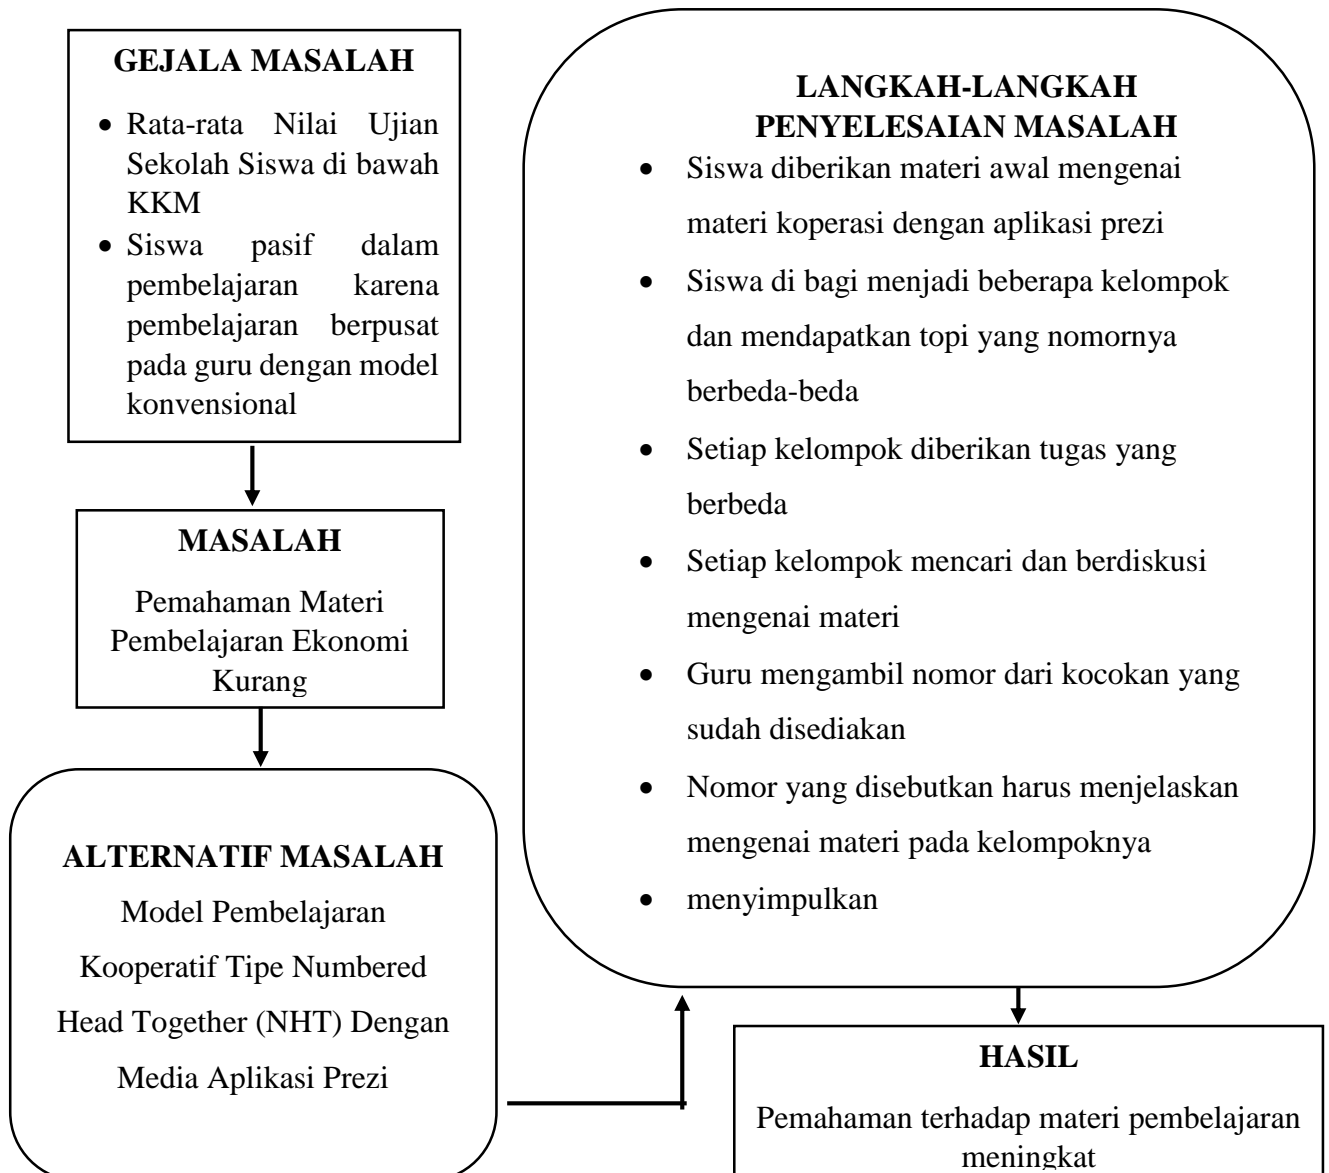 GEJALA MASALAH
• Rata-rata Nilai Ujian
Sekolah Siswa di bawah
KKM
• Siswa pasif dalam
pembelajaran karena
pembelajaran berpusat
pada guru dengan model
konvensional
MASALAH
Pemahaman Materi
Pembelajaran Ekonomi
Kurang
ALTERNATIF MASALAH
Model Pembelajaran
Kooperatif Tipe Numbered
Head Together (NHT) Dengan
Media Aplikasi Prezi
LANGKAH-LANGKAH
PENYELESAIAN MASALAH
• Siswa diberikan materi awal mengenai
materi koperasi dengan aplikasi prezi
• Siswa di bagi menjadi beberapa kelompok
dan mendapatkan topi yang nomornya
berbeda-beda
• Setiap kelompok diberikan tugas yang
berbeda
• Setiap kelompok mencari dan berdiskusi
mengenai materi
• Guru mengambil nomor dari kocokan yang
sudah disediakan
• Nomor yang disebutkan harus menjelaskan
mengenai materi pada kelompoknya
• menyimpulkan
HASIL
Pemahaman terhadap materi pembelajaran
meningkat